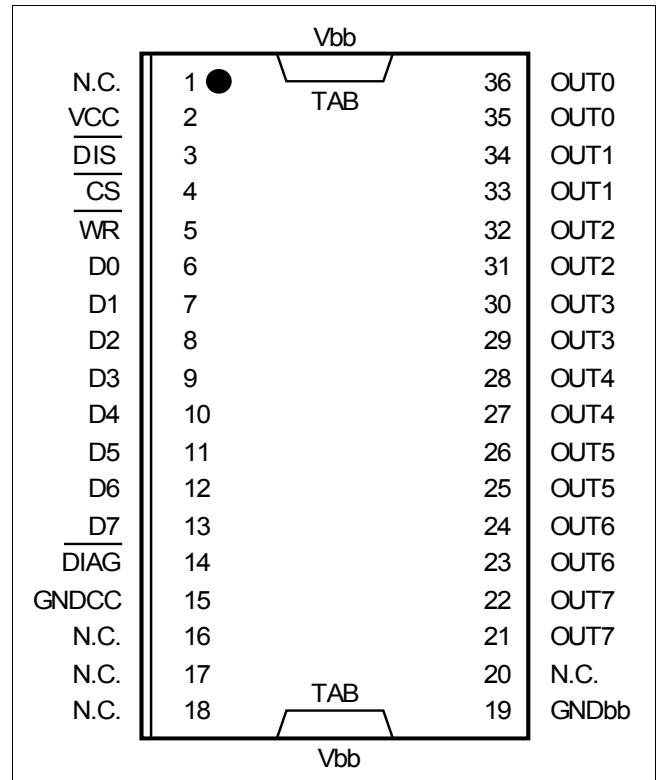 Vbb
N.C. 1 TAB 36 OUT0
VCC 2 35 OUT0
DIS 3 34 OUT1
CS 4 33 OUT1
WR 5 32 OUT2
D0 6 31 OUT2
D1 7 30 OUT3
D2 8 29 OUT3
D3 9 28 OUT4
D4 10 27 OUT4
D5 11 26 OUT5
D6 12 25 OUT5
D7 13 24 OUT6
DIAG 14 23 OUT6
GNDCC 15 22 OUT7
N.C. 16 21 OUT7
N.C. 17 20 N.C.
N.C. 18 TAB 19 GNDbb
Vbb